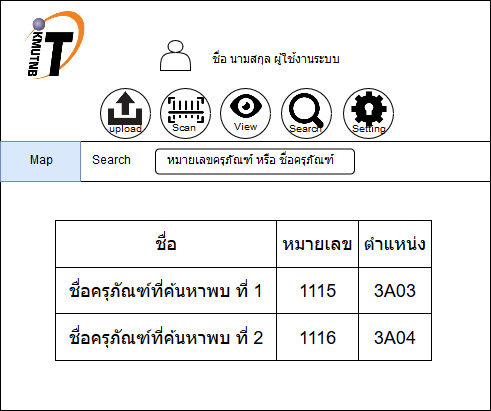 KMUTNB
iT
ชื่อ นามสกุล ผู้ใช้งานระบบ
upload Scan View Search Setting
Map Search หมายเลขครุภัณฑ์ หรือ ชื่อครุภัณฑ์
ชื่อ หมายเลข ตำแหน่ง
ชื่อครุภัณฑ์ที่ค้นหาพบ ที่ 1 1115 3A03
ชื่อครุภัณฑ์ที่ค้นหาพบ ที่ 2 1116 3A04